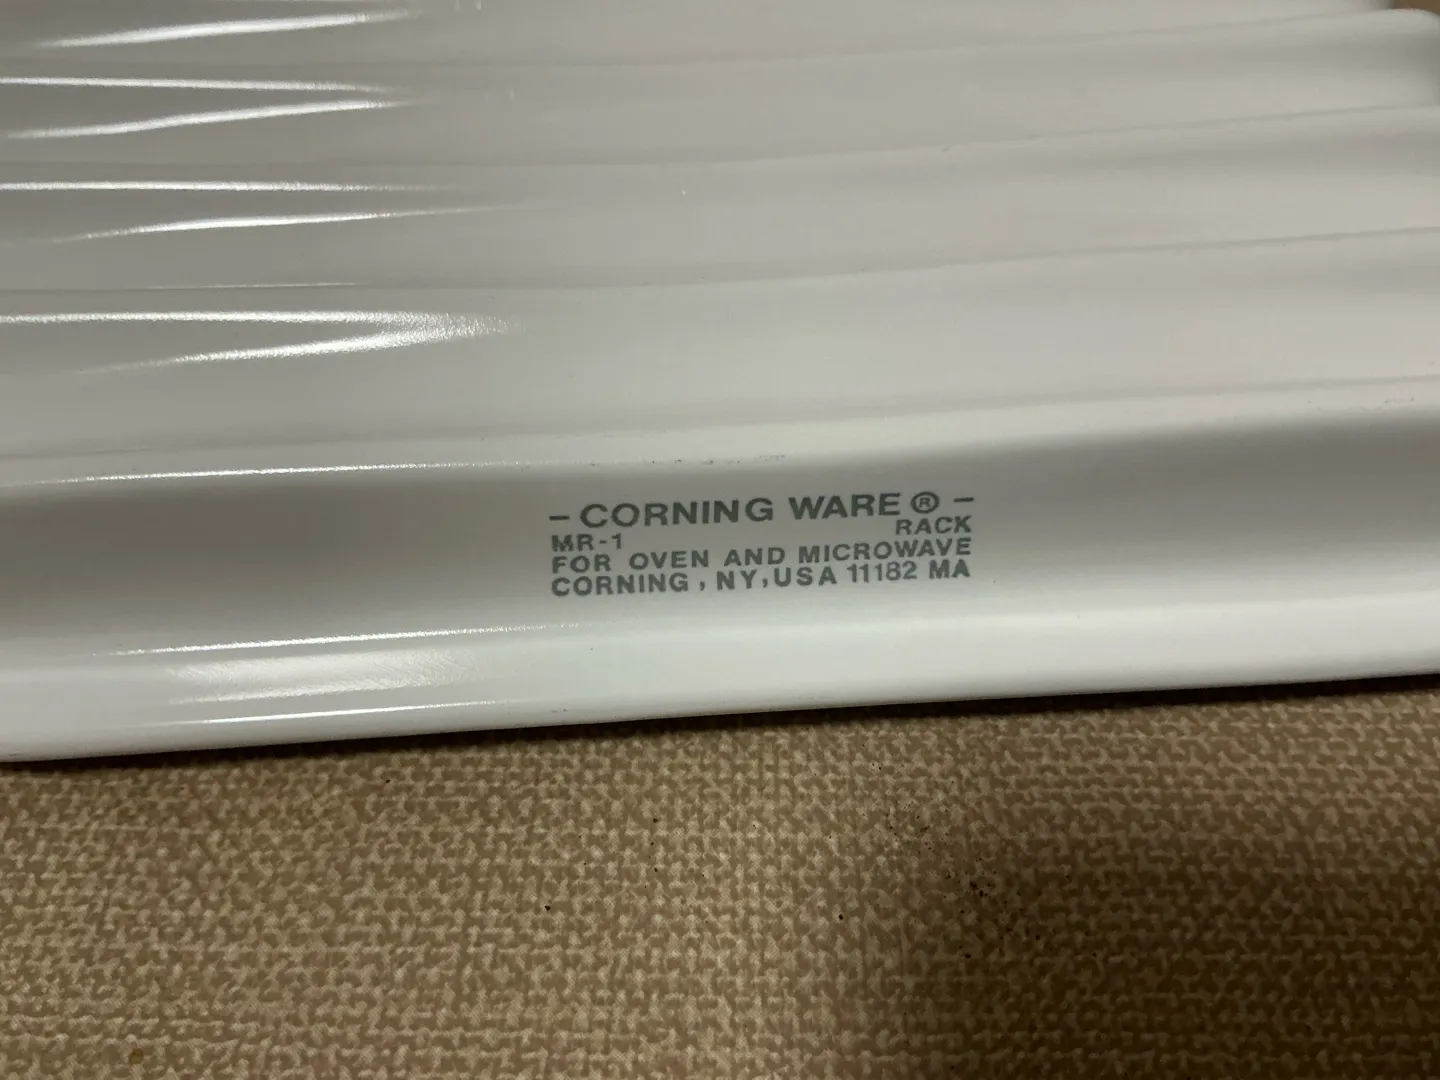 – CORNING WARE ® –
MR-1 RACK
FOR OVEN AND MICROWAVE
CORNING, NY, USA 11182 MA